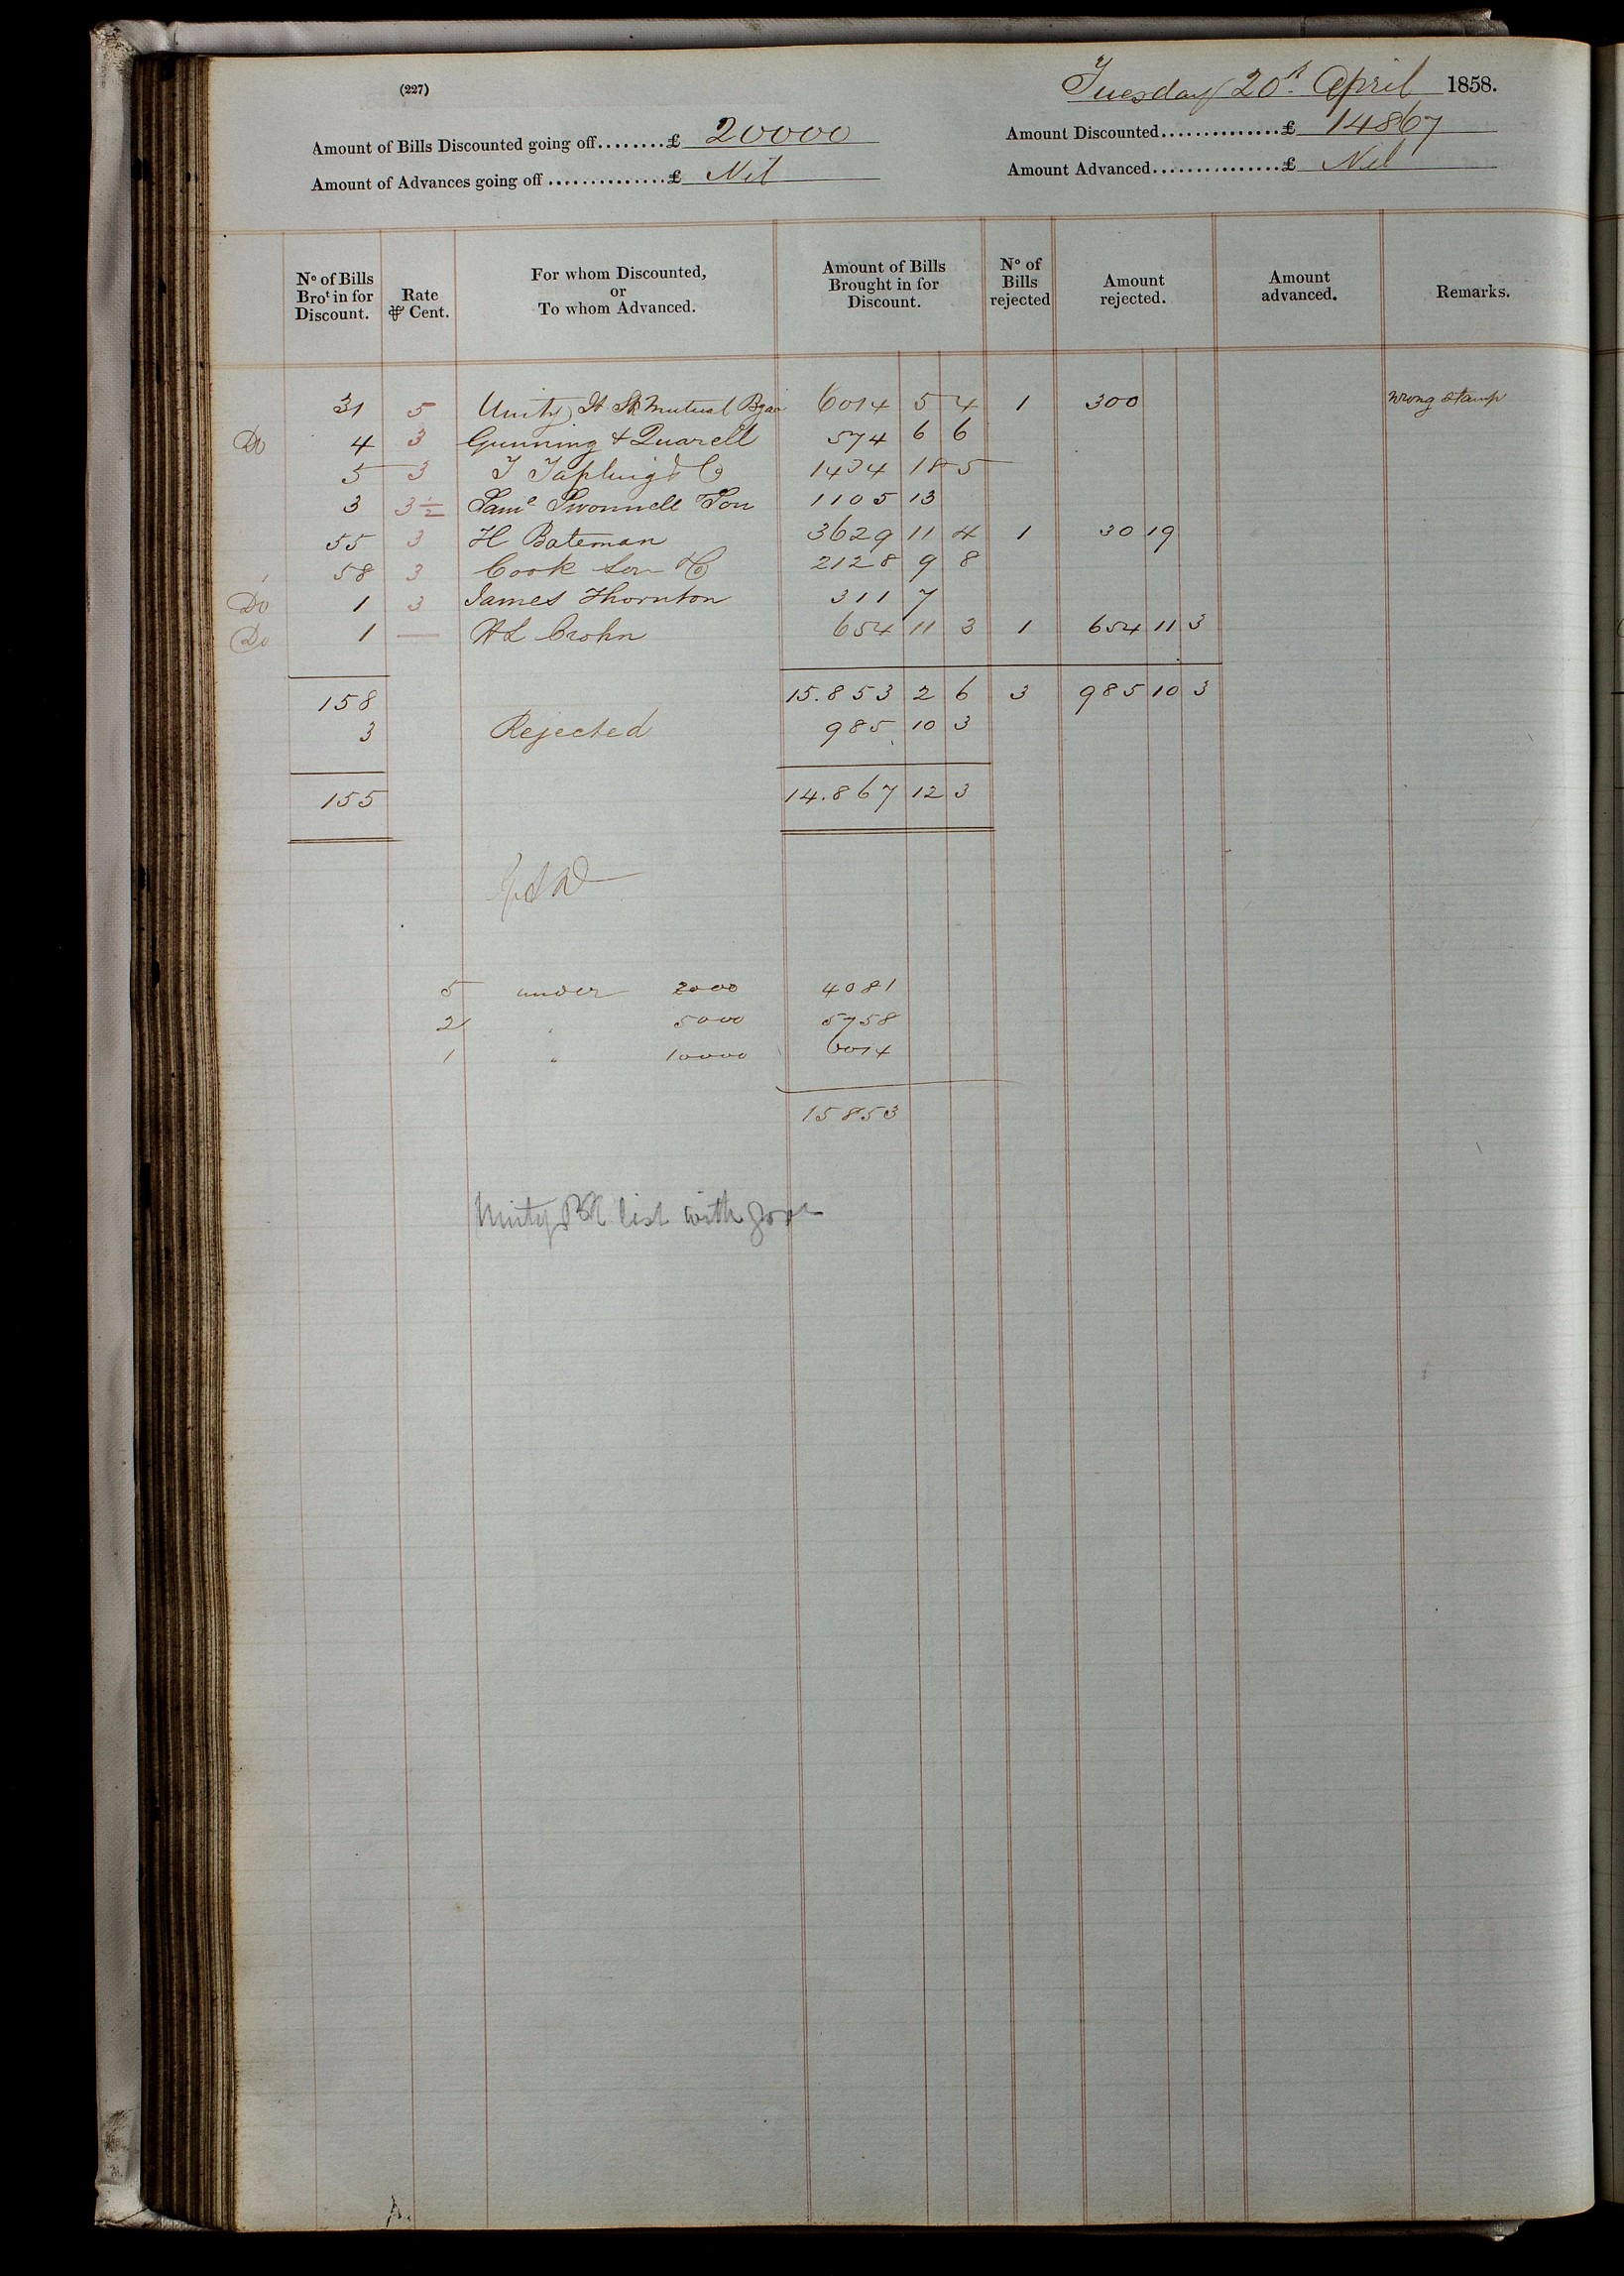 (227) Tuesday 20th April 1858.
Amount of Bills Discounted going off........£ 20000 Amount Discounted..............£ 14867
Amount of Advances going off..............£ Nil Amount Advanced...............£ Nil
No of Bills Brot in for Discount. Rate ⅌ Cent. For whom Discounted, or To whom Advanced. Amount of Bills Brought in for Discount. No of Bills rejected Amount rejected. Amount advanced. Remarks.
31 5 Unity Jt Stk Mutual 6014 5 4 1 300 wrong stamp
Do 4 3 Gunning & Quarell 574 6 6
5 3 T Tapling & Co 1434 18 5
3 3½ Saml Swonnell Son 1105 13
55 3 H Bateman 3629 11 4 1 30 19
58 3 Cook Son & Co 2128 9 8
Do 1 3 James Thornton 311 7
Do 1 — Crohn 654 11 3 1 654 11 3
158 15.853 2 6 3 985 10 3
3 Rejected 985 10 3
155 14.867 12 3
5 under 2000 4081
2 " 5000 5758
1 " 10000 6014
15853
Unity Bk list with